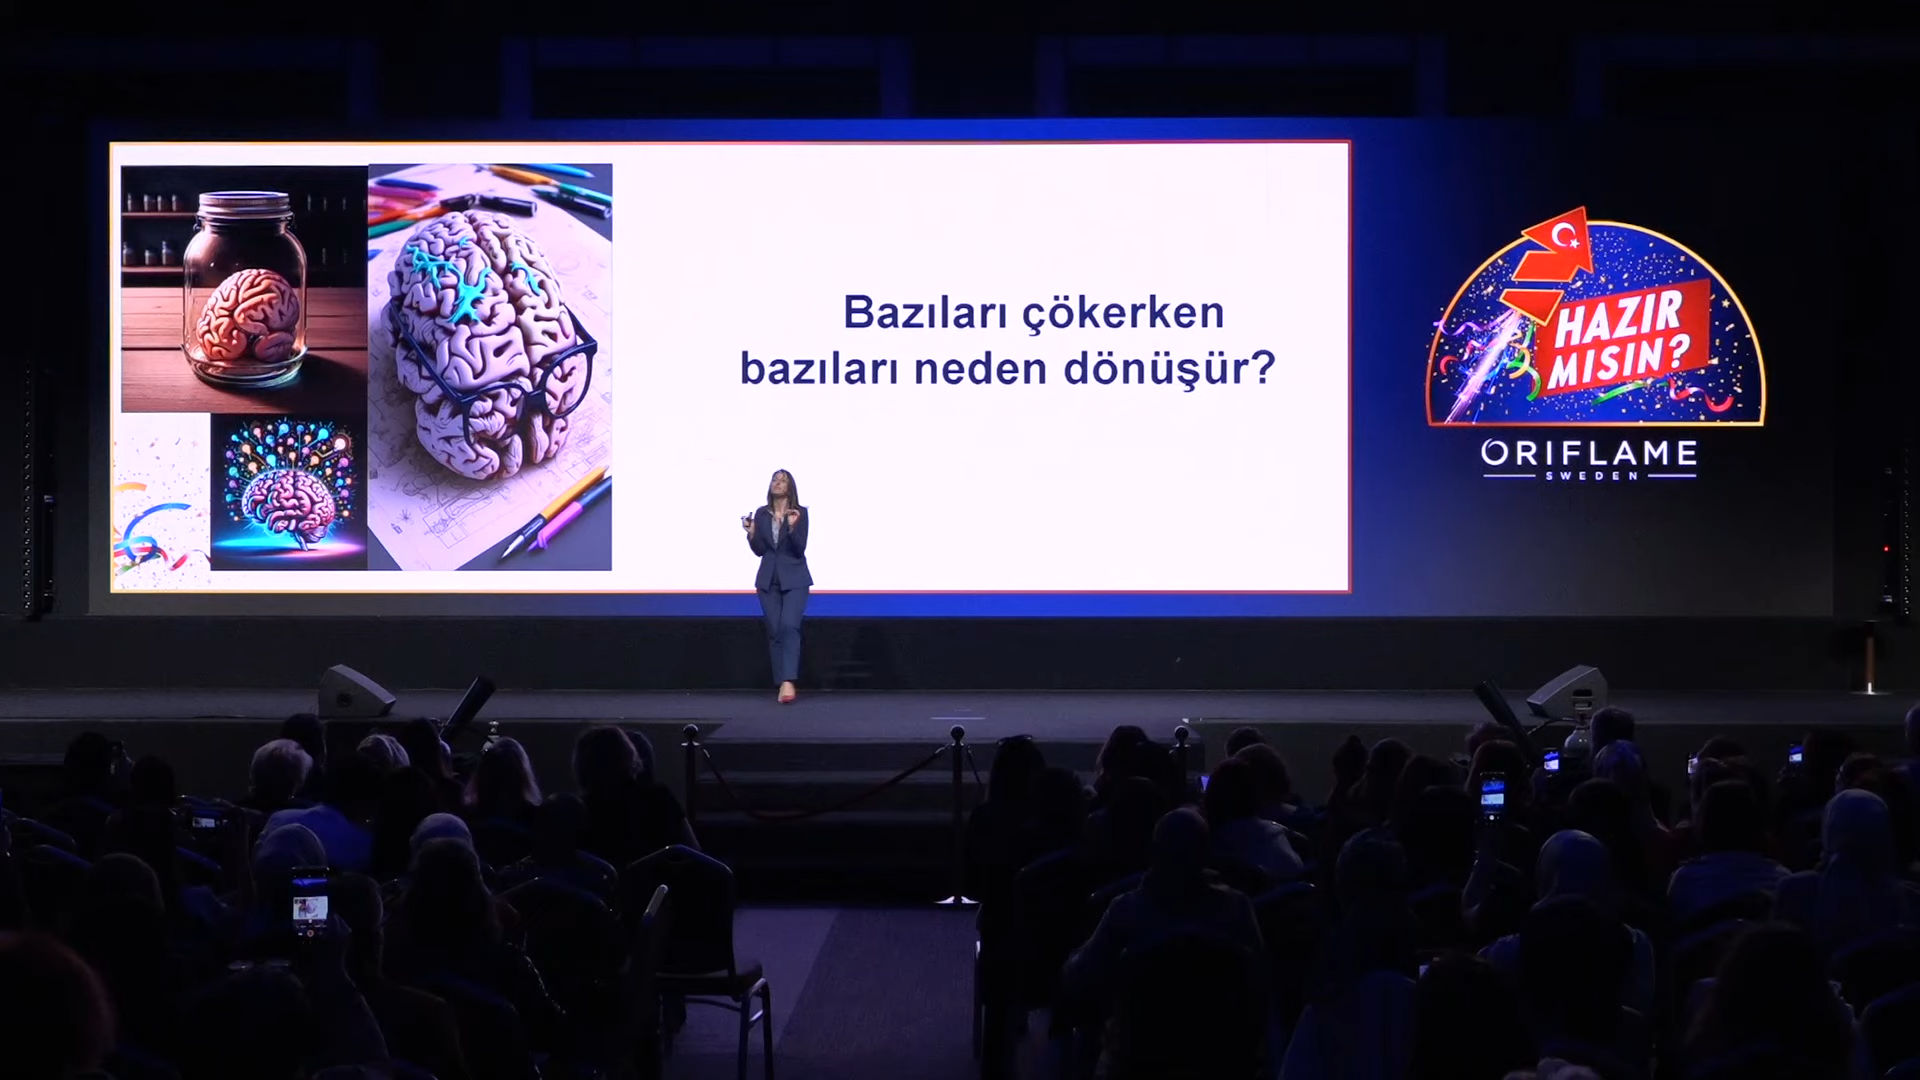 Bazıları çökerken
bazıları neden dönüşür?
HAZIR
MISIN?
ORIFLAME
SWEDEN